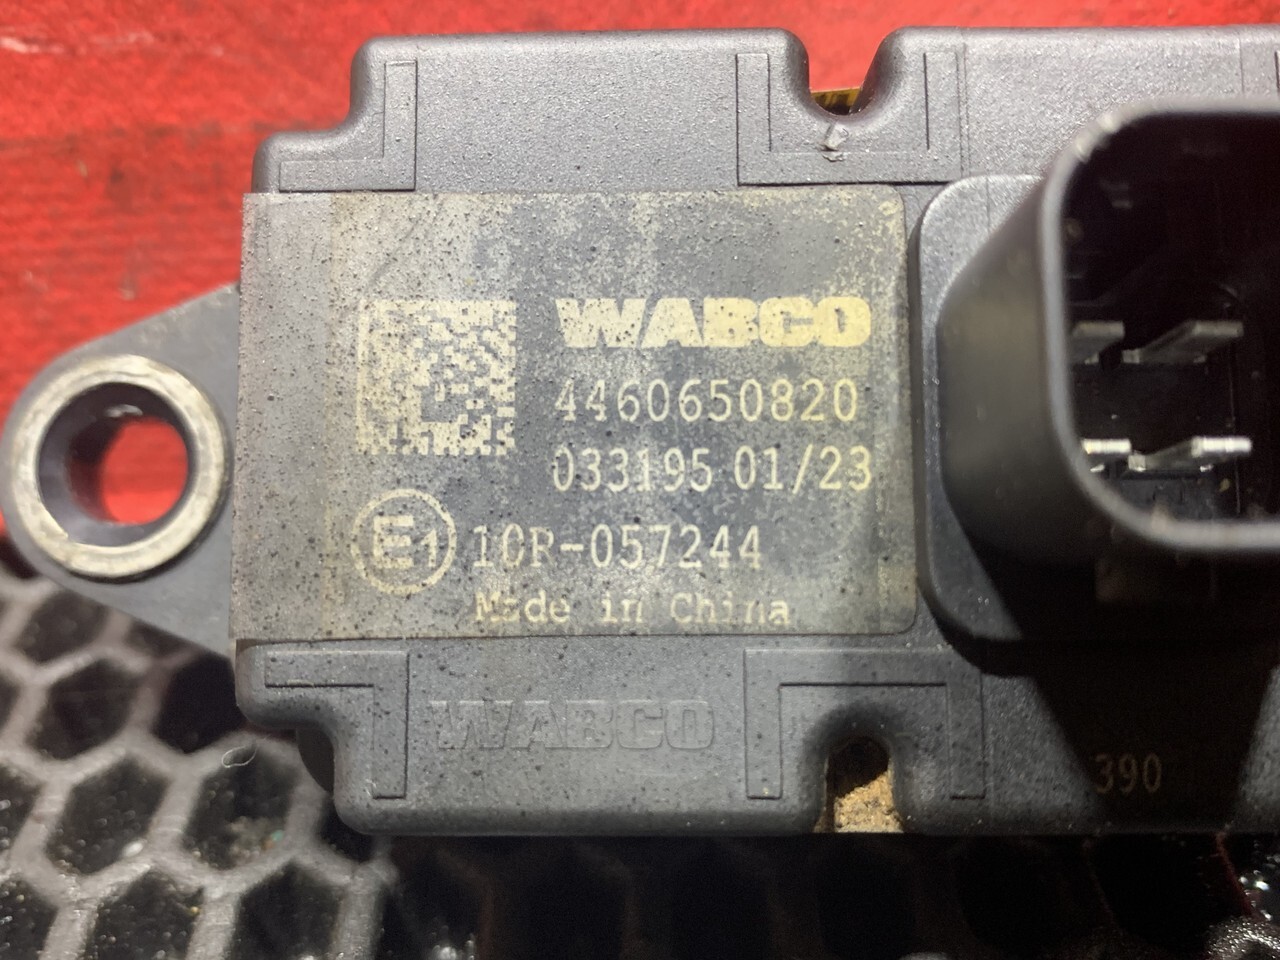 WABCO
4460650820
033195 01/23
E1 10R-057244
Made in China
WABCO
390